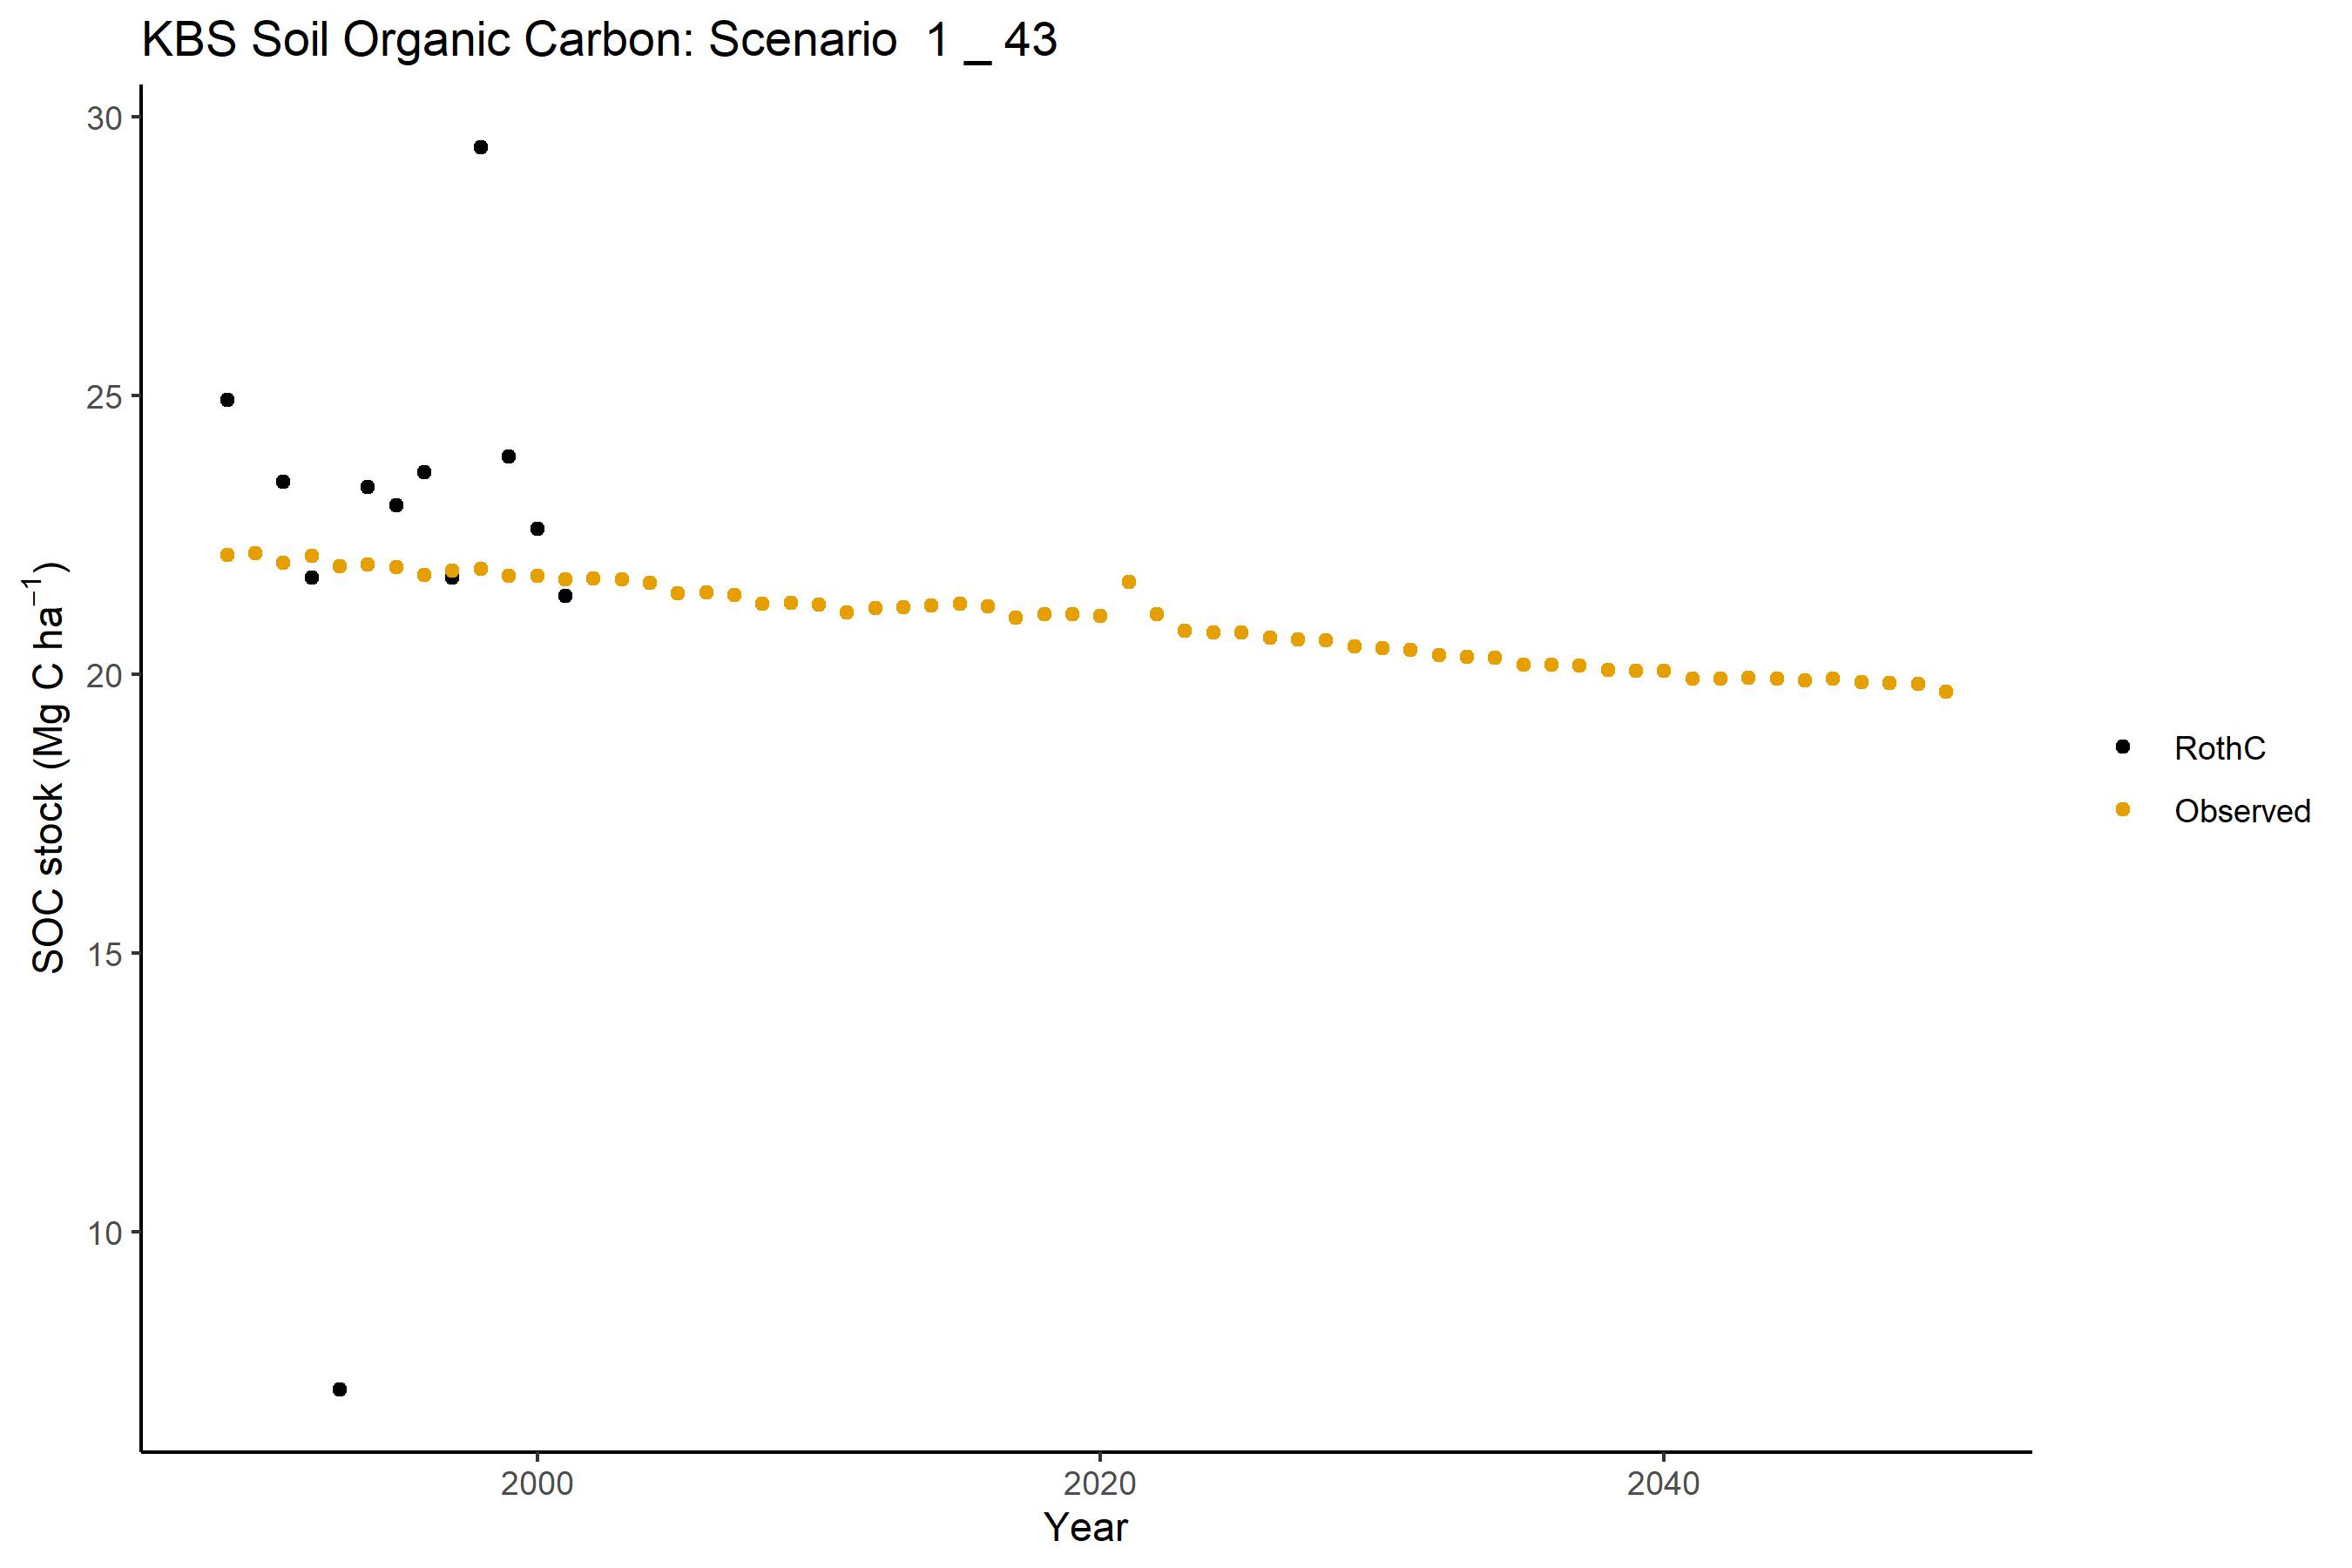 KBS Soil Organic Carbon: Scenario  1 _ 43
SOC stock (Mg C ha⁻¹)
30
25
20
15
10
2000
2020
2040
Year
RothC
Observed